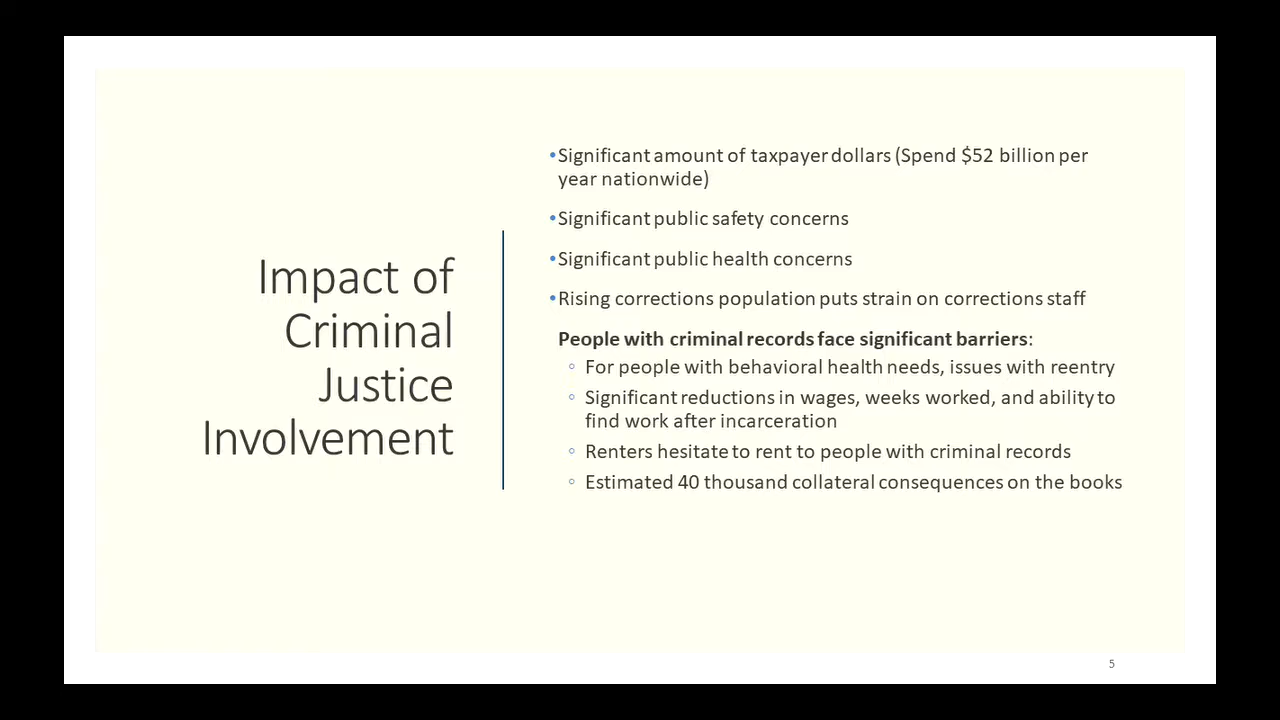 Impact of
Criminal
Justice
Involvement
•Significant amount of taxpayer dollars (Spend $52 billion per
year nationwide)
•Significant public safety concerns
•Significant public health concerns
•Rising corrections population puts strain on corrections staff
People with criminal records face significant barriers:
◦ For people with behavioral health needs, issues with reentry
◦ Significant reductions in wages, weeks worked, and ability to
find work after incarceration
◦ Renters hesitate to rent to people with criminal records
◦ Estimated 40 thousand collateral consequences on the books
5